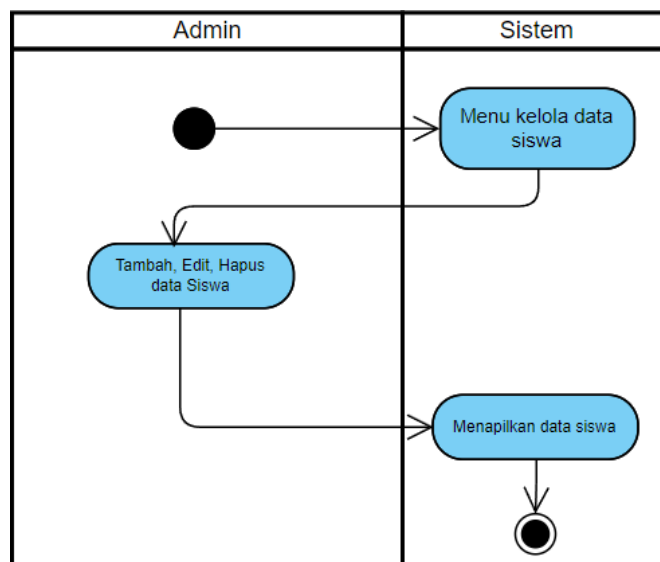 Admin
Sistem
Menu kelola data
siswa
Tambah, Edit, Hapus
data Siswa
Menapilkan data siswa